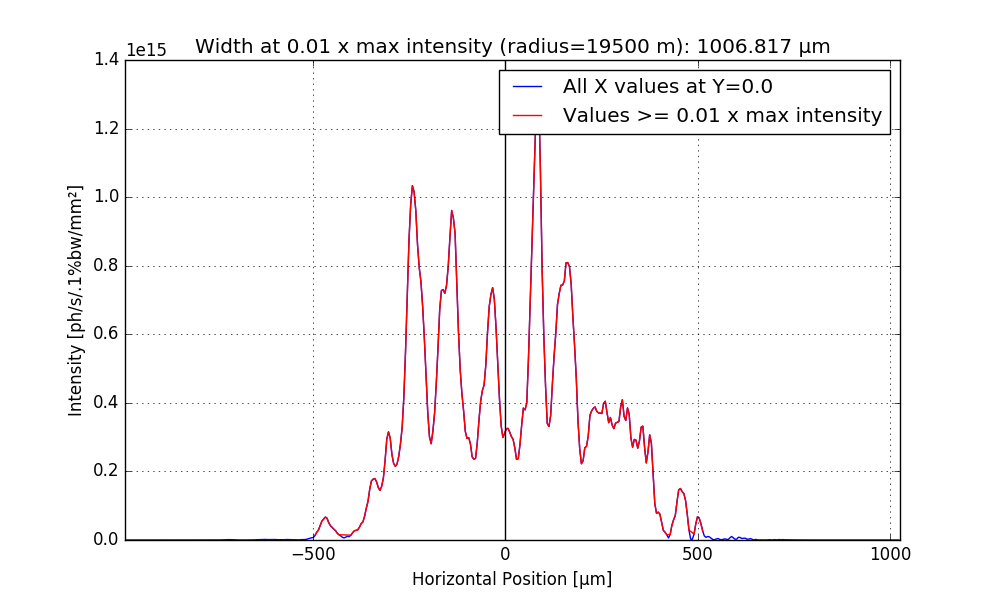 Width at 0.01 x max intensity (radius=19500 m): 1006.817 µm
1e15
All X values at Y=0.0
Values >= 0.01 x max intensity
1.4
1.2
1.0
0.8
0.6
0.4
0.2
0.0
Intensity [ph/s/.1%bw/mm²]
−500
0
500
1000
Horizontal Position [µm]